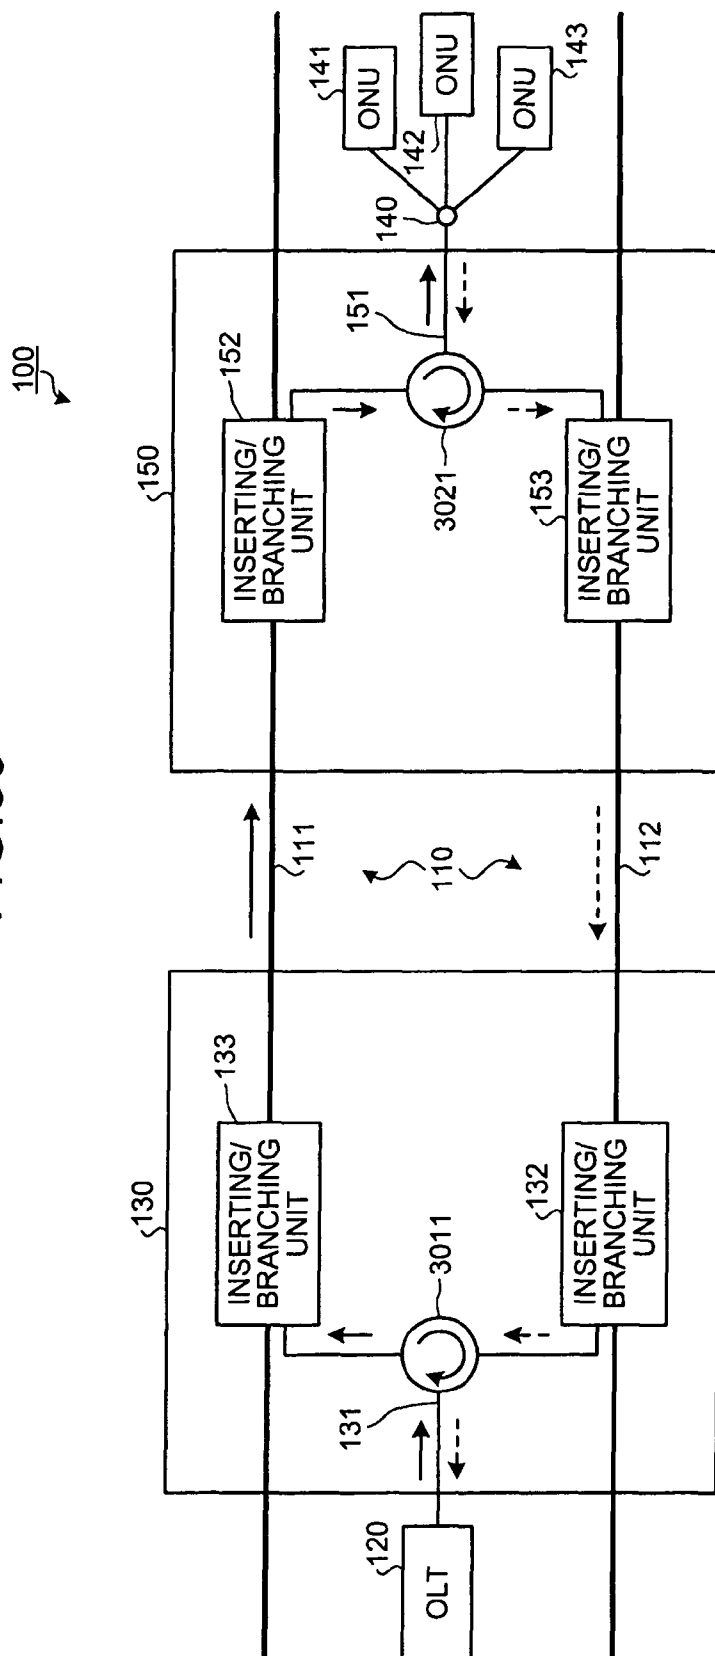 100
150
152
INSERTING/
BRANCHING
UNIT
141
ONU
142
ONU
143
ONU
140
151
3021
153
INSERTING/
BRANCHING
UNIT
111
110
112
130
133
INSERTING/
BRANCHING
UNIT
132
INSERTING/
BRANCHING
UNIT
3011
131
120
OLT